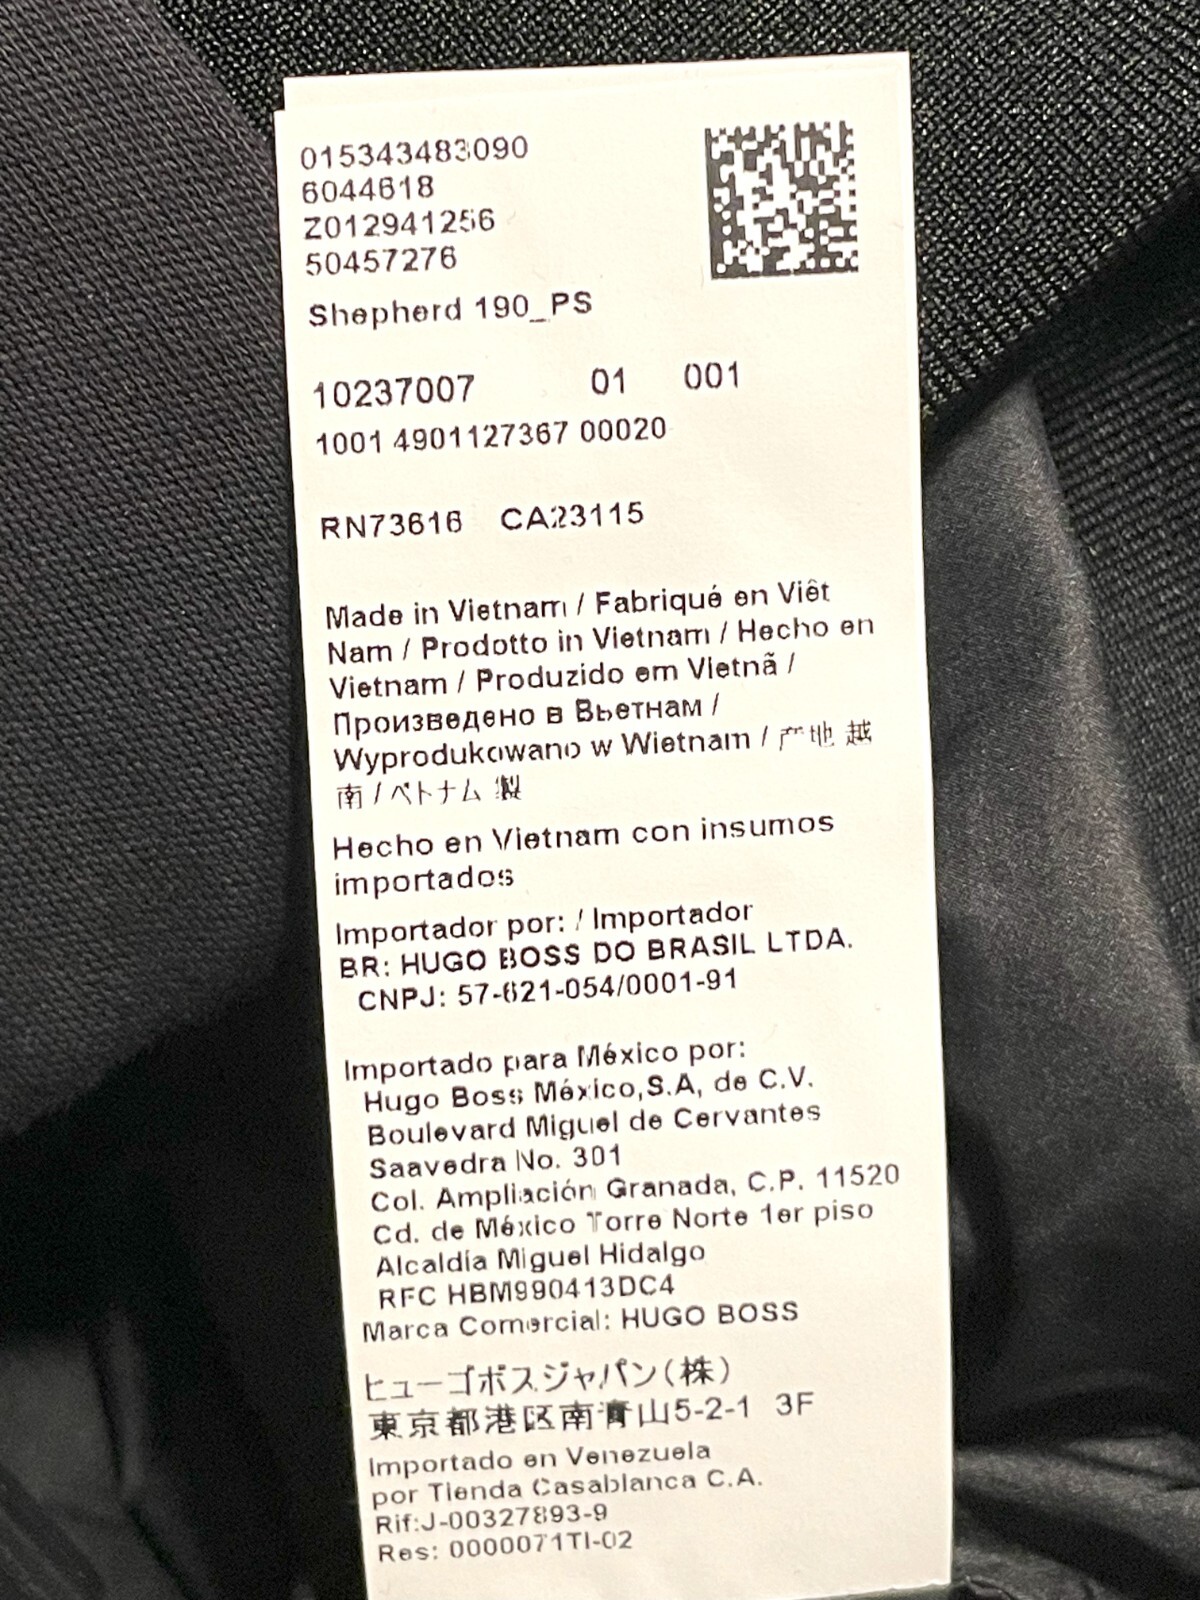 015343483090
6044618
Z012941256
50457276
Shepherd 190_PS
10237007 01 001
1001 4901127367 00020
RN73616 CA23115
Made in Vietnam / Fabriqué en Viêt
Nam / Prodotto in Vietnam / Hecho en
Vietnam / Produzido em Vietnã /
Произведено в Вьетнам /
Wyprodukowano w Wietnam / 产地 越
南 / ベトナム 製
Hecho en Vietnam con insumos
importados
Importador por: / Importador
BR: HUGO BOSS DO BRASIL LTDA.
CNPJ: 57-621-054/0001-91
Importado para México por:
Hugo Boss México,S.A, de C.V.
Boulevard Miguel de Cervantes
Saavedra No. 301
Col. Ampliación Granada, C.P. 11520
Cd. de México Torre Norte 1er piso
Alcaldía Miguel Hidalgo
RFC HBM990413DC4
Marca Comercial: HUGO BOSS
ヒューゴボスジャパン(株)
東京都港区南青山5-2-1 3F
Importado en Venezuela
por Tienda Casablanca C.A.
Rif:J-00327893-9
Res: 0000071TI-02